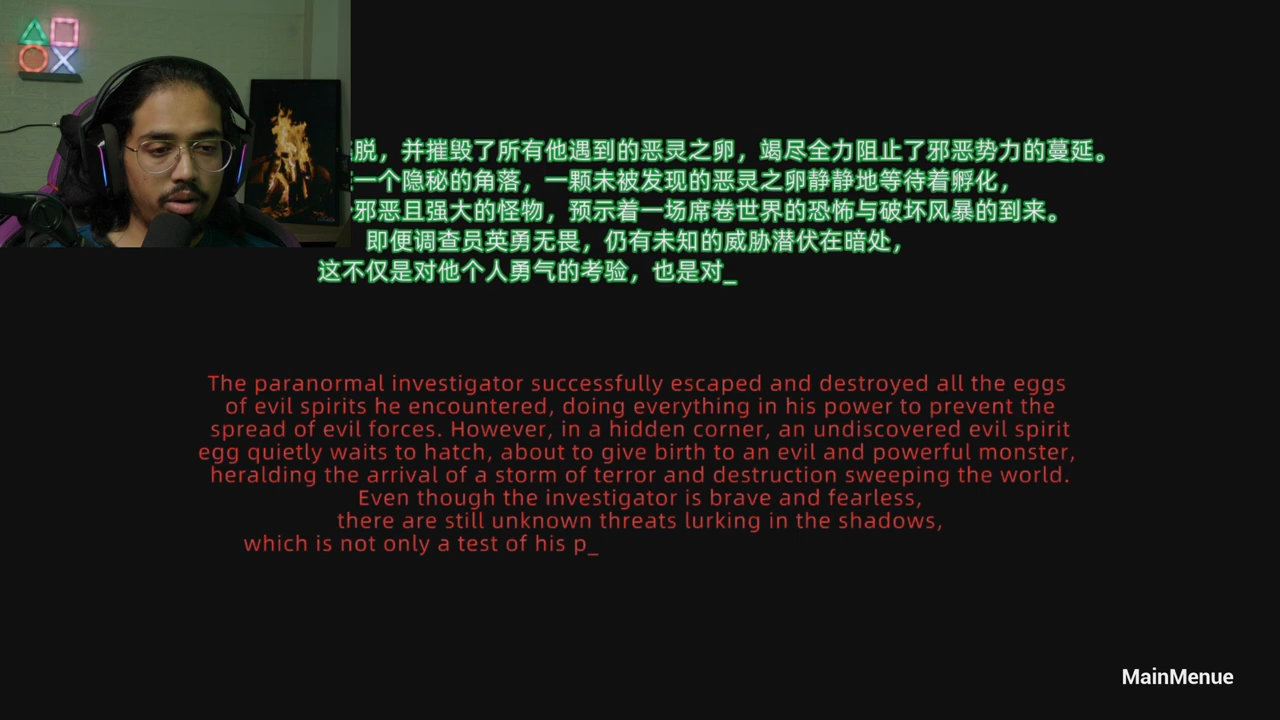 脱，并摧毁了所有他遇到的恶灵之卵，竭尽全力阻止了邪恶势力的蔓延。
一个隐秘的角落，一颗未被发现的恶灵之卵静静地等待着孵化，
邪恶且强大的怪物，预示着一场席卷世界的恐怖与破坏风暴的到来。
即便调查员英勇无畏，仍有未知的威胁潜伏在暗处，
这不仅是对他个人勇气的考验，也是对_
The paranormal investigator successfully escaped and destroyed all the eggs
of evil spirits he encountered, doing everything in his power to prevent the
spread of evil forces. However, in a hidden corner, an undiscovered evil spirit
egg quietly waits to hatch, about to give birth to an evil and powerful monster,
heralding the arrival of a storm of terror and destruction sweeping the world.
Even though the investigator is brave and fearless,
there are still unknown threats lurking in the shadows,
which is not only a test of his p_
MainMenue